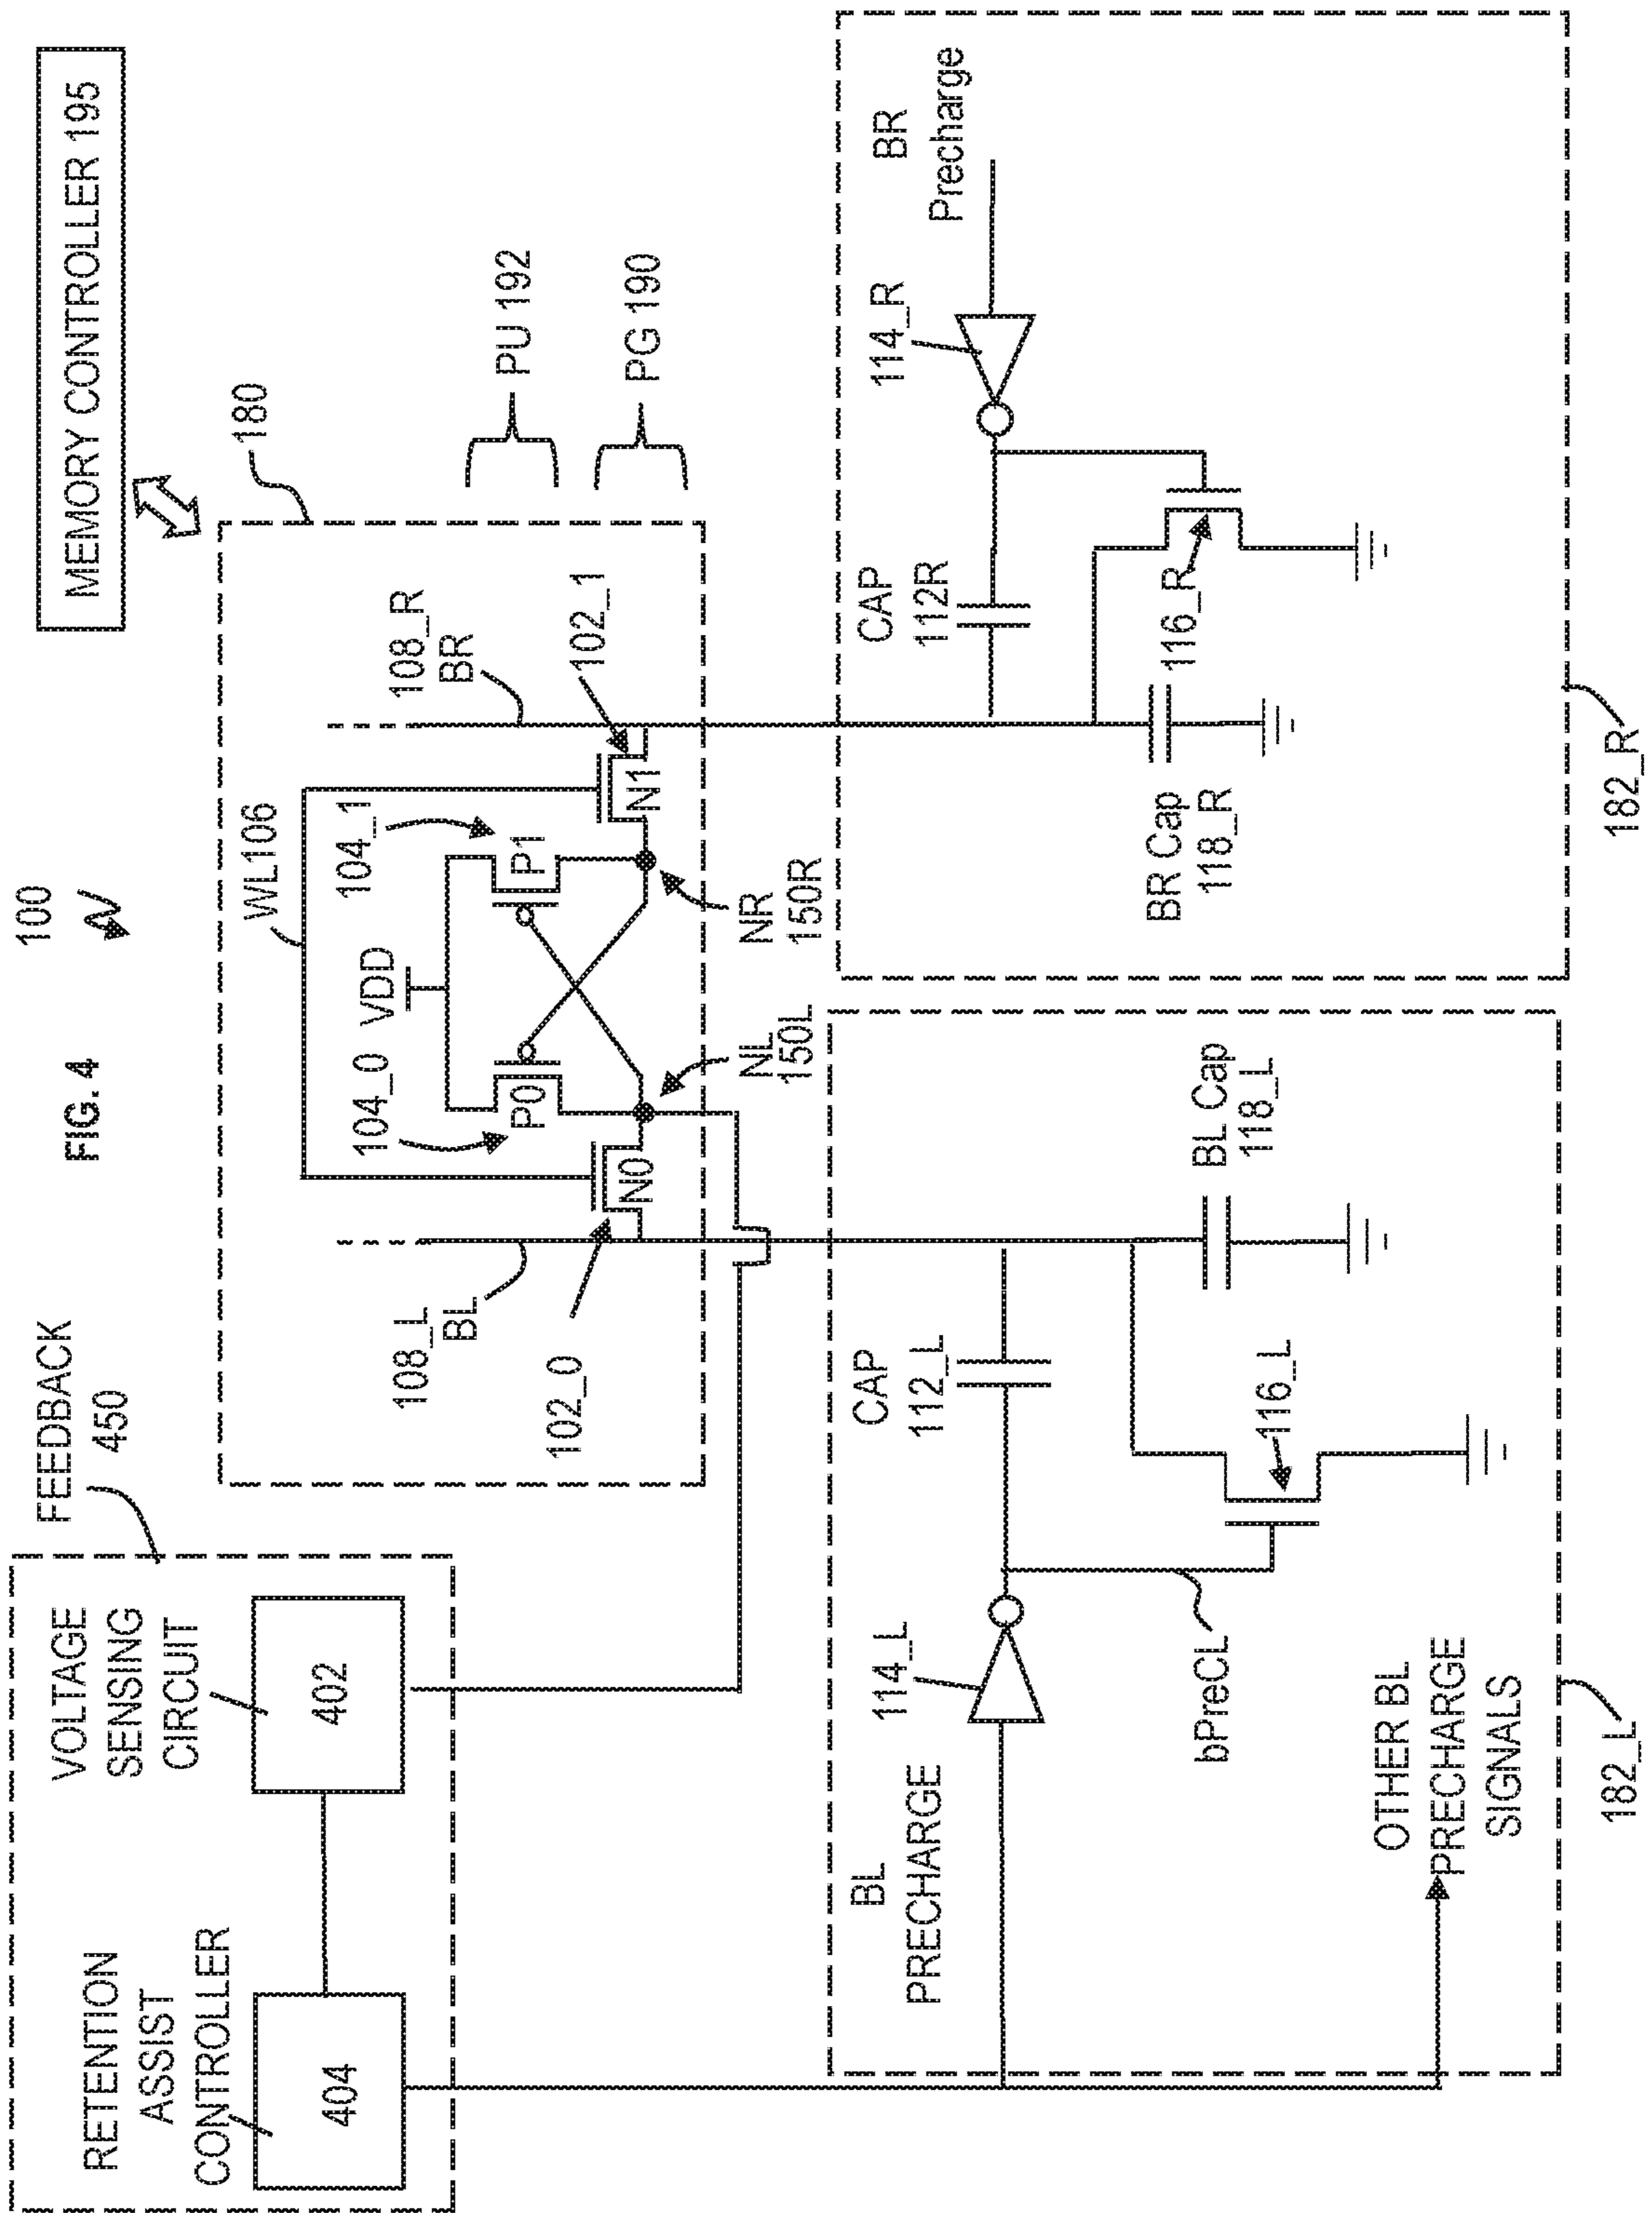 100
FIG. 4
MEMORY CONTROLLER 195
FEEDBACK
450
VOLTAGE
SENSING
CIRCUIT
402
RETENTION
ASSIST
CONTROLLER
404
180
WL106
VDD
104_0
P0
104_1
P1
108_L
BL
108_R
BR
102_0
N0
102_1
N1
PU 192
PG 190
NL
150L
NR
150R
BL
PRECHARGE
114_L
CAP
112_L
bPreCL
116_L
BL Cap
118_L
OTHER BL
PRECHARGE
SIGNALS
182_L
BR
Precharge
114_R
CAP
112R
116_R
BR Cap
118_R
182_R